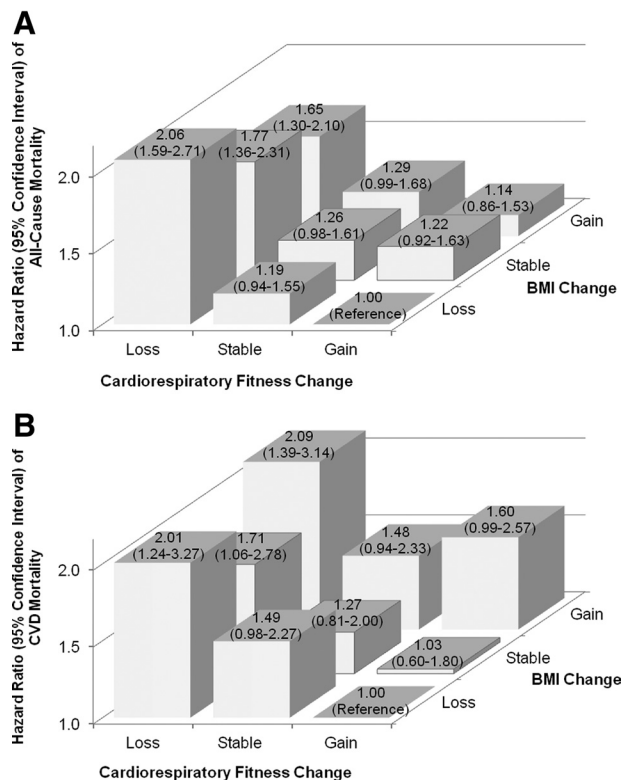 A
Hazard Ratio (95% Confidence Interval) of
All-Cause Mortality
2.0
1.5
1.0
2.06
(1.59-2.71)
1.77
(1.36-2.31)
1.65
(1.30-2.10)
1.19
(0.94-1.55)
1.26
(0.98-1.61)
1.29
(0.99-1.68)
1.00
(Reference)
1.22
(0.92-1.63)
1.14
(0.86-1.53)
Gain
Stable
Loss
BMI Change
Loss
Stable
Gain
Cardiorespiratory Fitness Change
B
Hazard Ratio (95% Confidence Interval) of
CVD Mortality
2.0
1.5
1.0
2.01
(1.24-3.27)
1.71
(1.06-2.78)
2.09
(1.39-3.14)
1.49
(0.98-2.27)
1.27
(0.81-2.00)
1.48
(0.94-2.33)
1.00
(Reference)
1.03
(0.60-1.80)
1.60
(0.99-2.57)
Gain
Stable
Loss
BMI Change
Loss
Stable
Gain
Cardiorespiratory Fitness Change